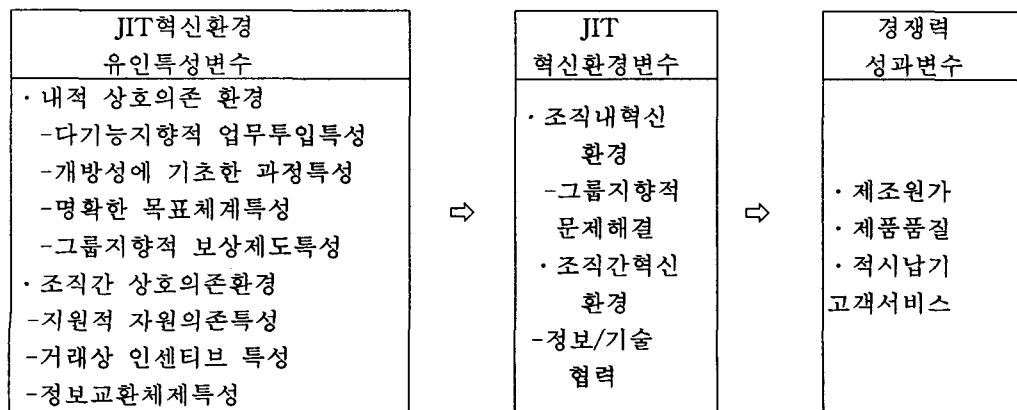 JIT혁신환경
유인특성변수
· 내적 상호의존 환경
-다기능지향적 업무투입특성
-개방성에 기초한 과정특성
-명확한 목표체계특성
-그룹지향적 보상제도특성
· 조직간 상호의존환경
-지원적 자원의존특성
-거래상 인센티브 특성
-정보교환체제특성
⇨
JIT
혁신환경변수
· 조직내혁신
환경
-그룹지향적
문제해결
· 조직간혁신
환경
-정보/기술
협력
⇨
경쟁력
성과변수
· 제조원가
· 제품품질
· 적시납기
고객서비스